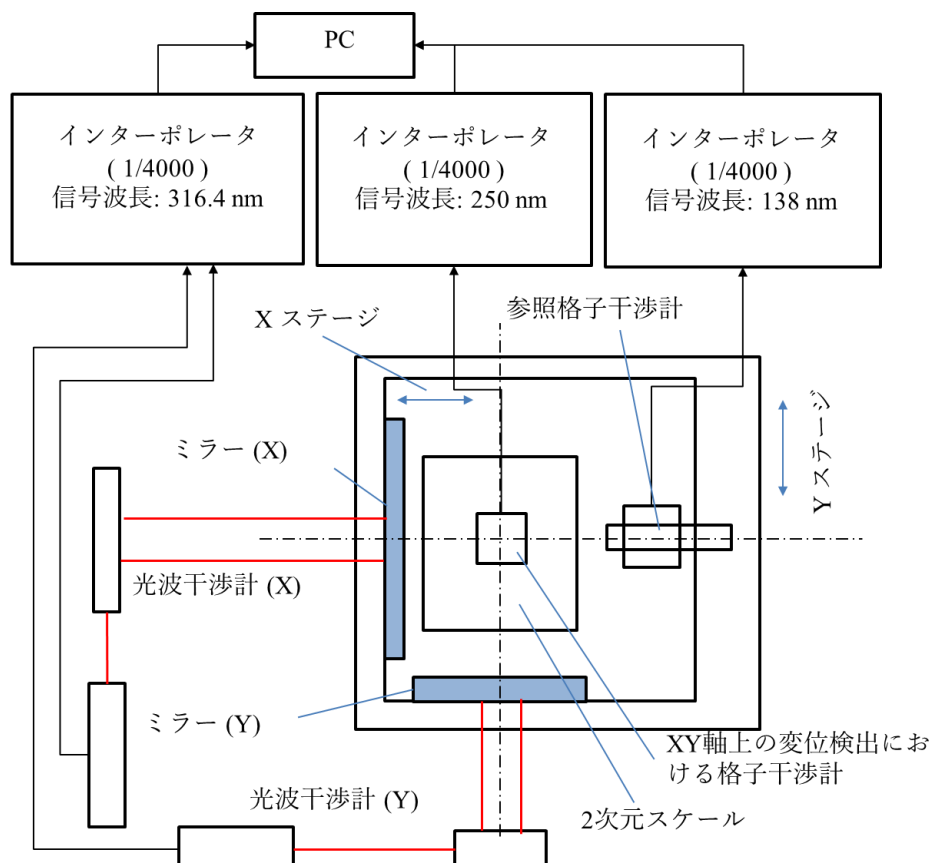 PC
インターポレータ
( 1/4000 )
信号波長: 316.4 nm
インターポレータ
( 1/4000 )
信号波長: 250 nm
インターポレータ
( 1/4000 )
信号波長: 138 nm
X ステージ
参照格子干渉計
Y ステージ
ミラー (X)
光波干渉計 (X)
ミラー (Y)
光波干渉計 (Y)
XY軸上の変位検出にお
ける格子干渉計
2次元スケール